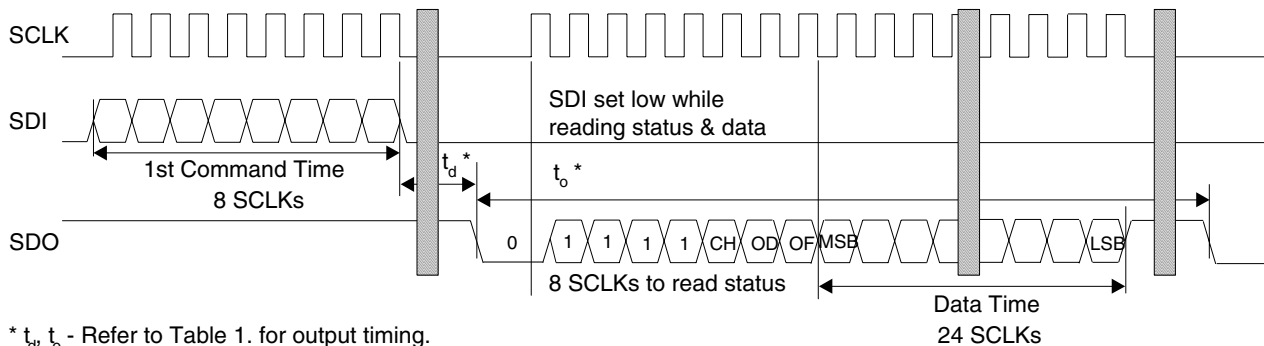 SCLK
SDI
SDI set low while
reading status & data
1st Command Time
8 SCLKs
t_d *
t_o *
SDO
0 1 1 1 1 CH OD OF MSB LSB
8 SCLKs to read status
Data Time
24 SCLKs
* t_d, t_o - Refer to Table 1. for output timing.